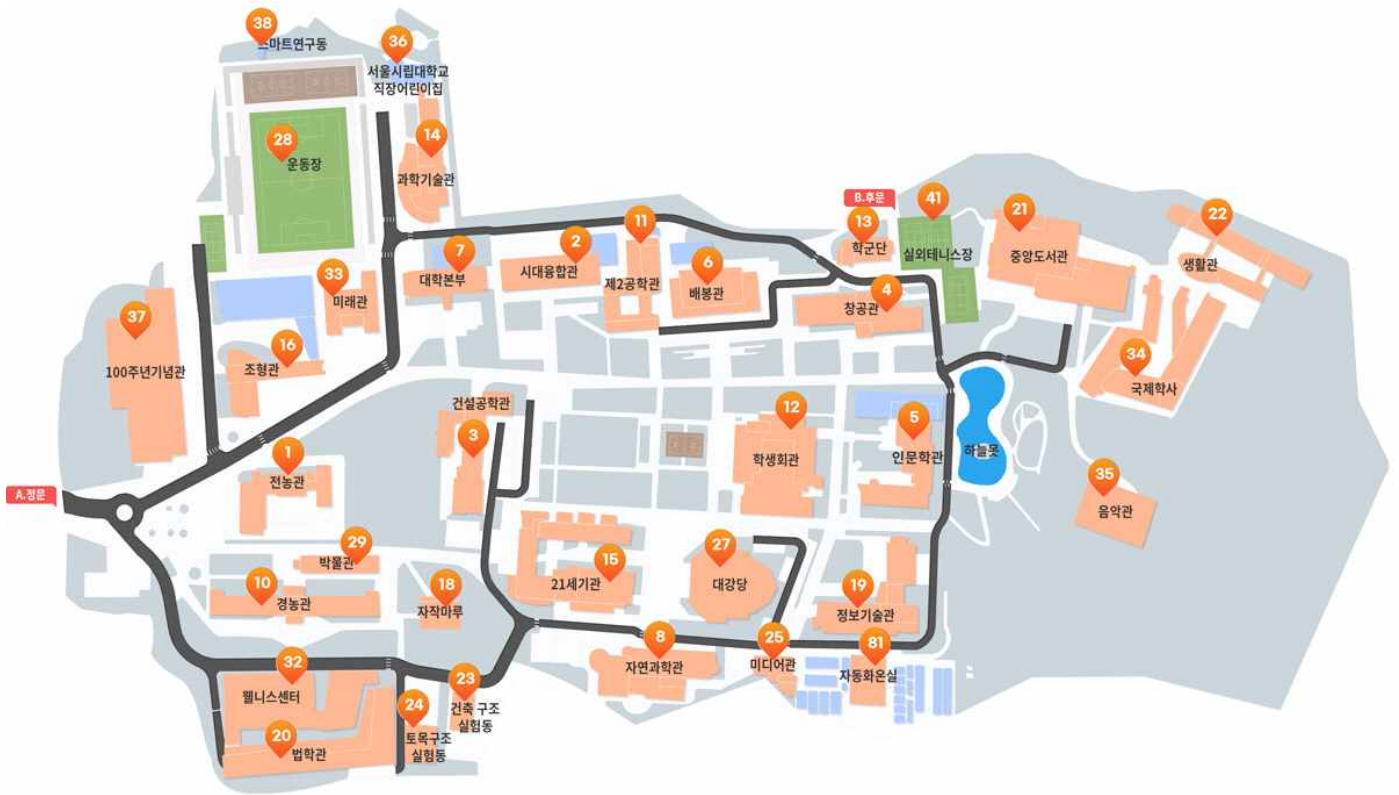 38
스마트연구동
36
서울시립대학교
직장어린이집
28
운동장
14
과학기술관
B.후문
13
학군단
41
실외테니스장
21
중앙도서관
22
생활관
7
대학본부
2
시대융합관
11
제2공학관
6
배봉관
4
창공관
33
미래관
37
100주년기념관
16
조형관
34
국제학사
건설공학관
3
12
학생회관
5
인문학관
하늘못
35
음악관
1
전농관
A.정문
29
박물관
10
경농관
18
자작마루
15
21세기관
27
대강당
19
정보기술관
8
자연과학관
25
미디어관
81
자동화온실
32
웰니스센터
23
건축 구조
실험동
24
토목구조
실험동
20
법학관